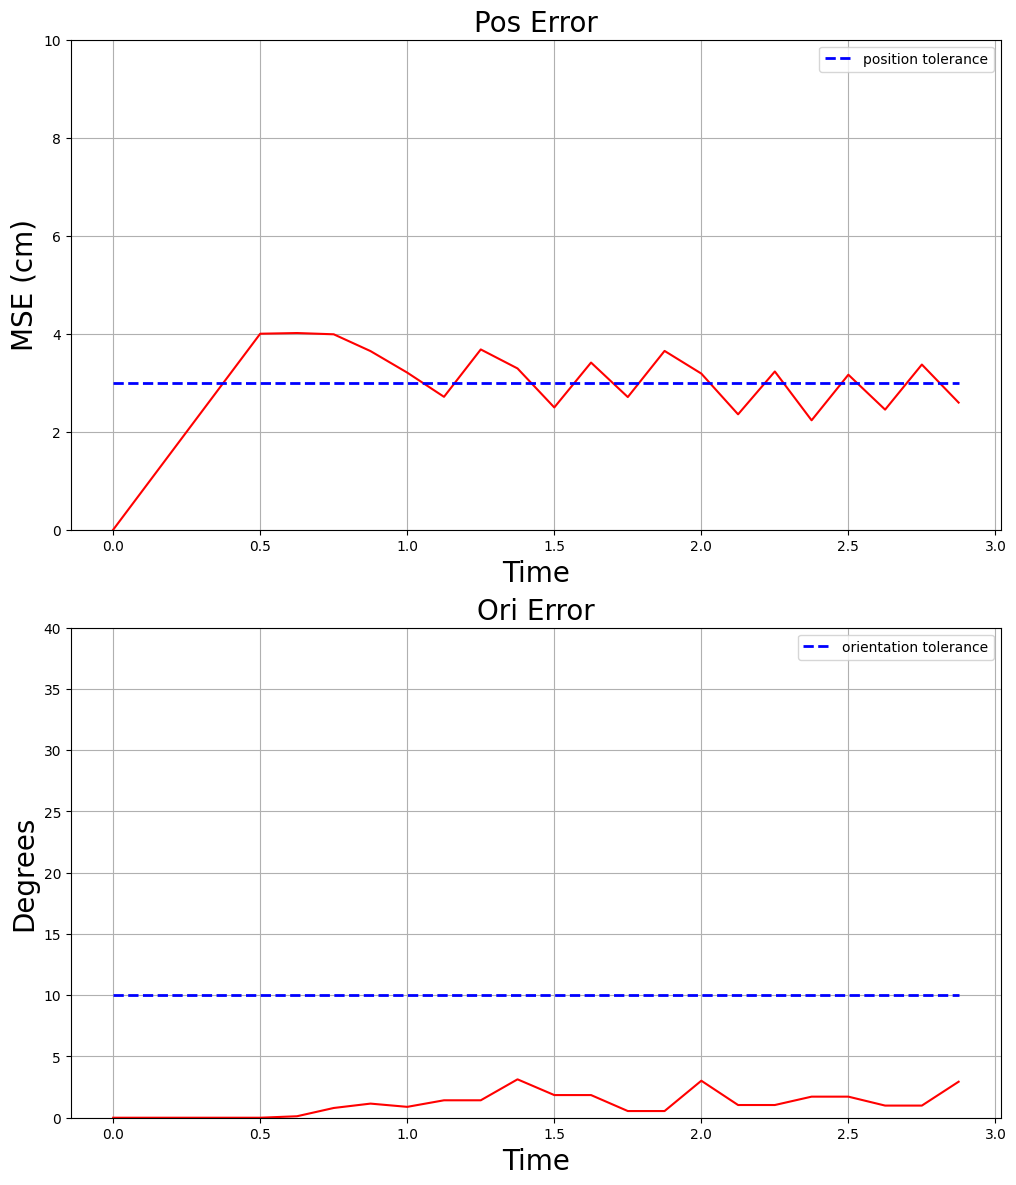 Pos Error
10
position tolerance
8
6
MSE (cm)
4
2
0
0.0 0.5 1.0 1.5 2.0 2.5 3.0
Time
Ori Error
40
orientation tolerance
35
30
25
20
Degrees
15
10
5
0
0.0 0.5 1.0 1.5 2.0 2.5 3.0
Time